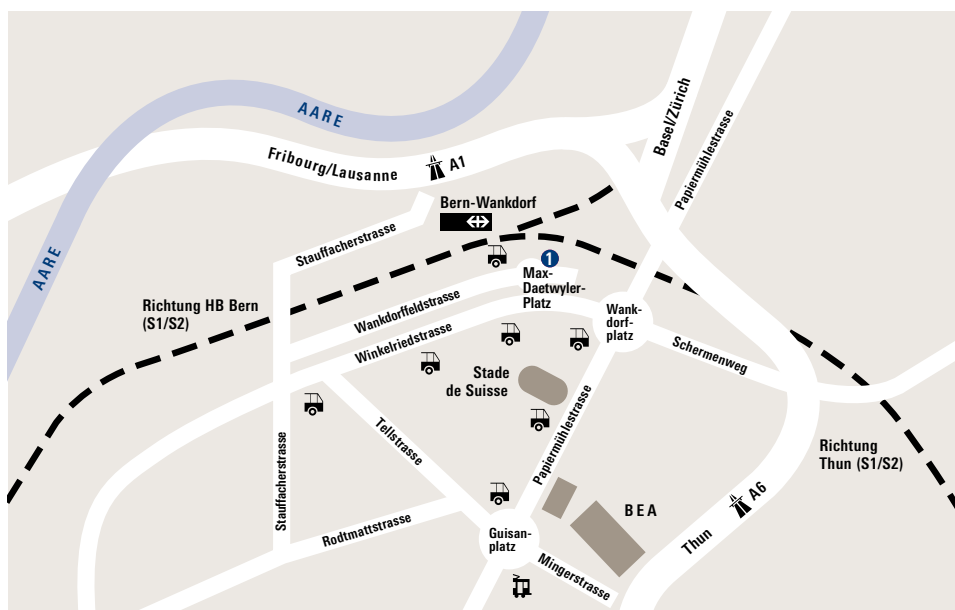 AARE
Basel/Zürich
Papiermühlestrasse
Fribourg/Lausanne
A1
Bern-Wankdorf
Stauffacherstrasse
AARE
1
Max-
Daetwyler-
Platz
Richtung HB Bern
(S1/S2)
Wankdorffeldstrasse
Wank-
dorf-
platz
Winkelriedstrasse
Schermenweg
Stade
de Suisse
Tellstrasse
Papiermühlestrasse
Richtung
Thun (S1/S2)
Stauffacherstrasse
A6
BEA
Thun
Rodtmattstrasse
Guisan-
platz
Mingerstrasse